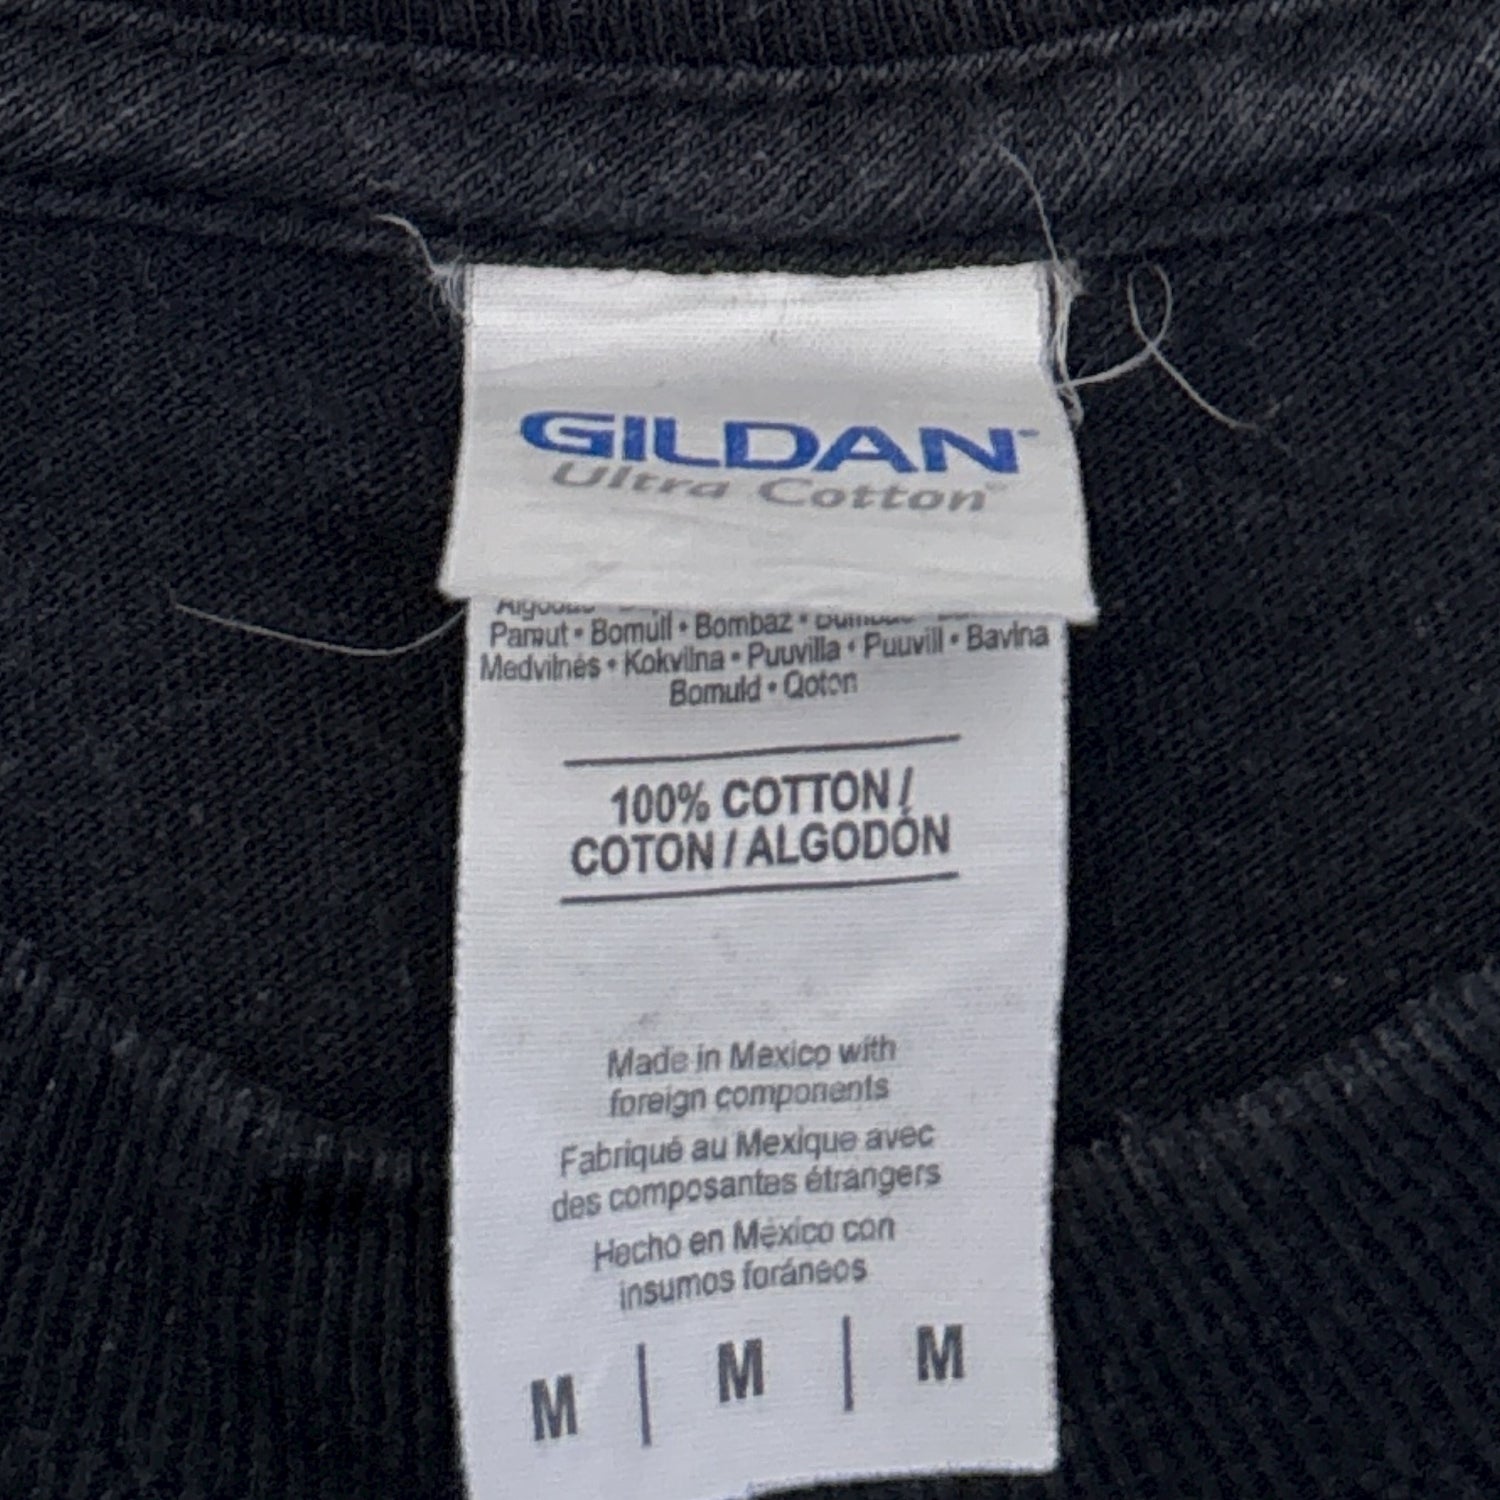 GILDAN
Ultra Cotton®
Pamut • Bomull • Bombaz •
Medvilnės • Kokvilna • Puuvilla • Puuvill • Bavlna
Bomuld • Qoton
100% COTTON /
COTON / ALGODÓN
Made in Mexico with
foreign components
Fabriqué au Mexique avec
des composantes étrangers
Hecho en México con
insumos foráneos
M | M | M